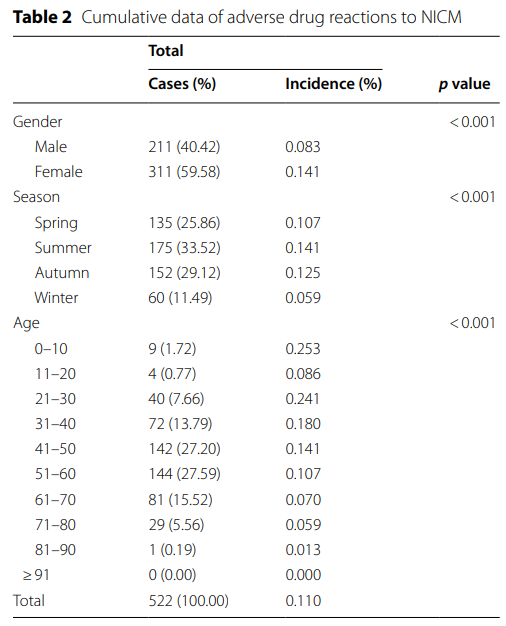 Table 2 Cumulative data of adverse drug reactions to NICM
Total
Cases (%) Incidence (%) p value
Gender < 0.001
Male 211 (40.42) 0.083
Female 311 (59.58) 0.141
Season < 0.001
Spring 135 (25.86) 0.107
Summer 175 (33.52) 0.141
Autumn 152 (29.12) 0.125
Winter 60 (11.49) 0.059
Age < 0.001
0–10 9 (1.72) 0.253
11–20 4 (0.77) 0.086
21–30 40 (7.66) 0.241
31–40 72 (13.79) 0.180
41–50 142 (27.20) 0.141
51–60 144 (27.59) 0.107
61–70 81 (15.52) 0.070
71–80 29 (5.56) 0.059
81–90 1 (0.19) 0.013
≥ 91 0 (0.00) 0.000
Total 522 (100.00) 0.110